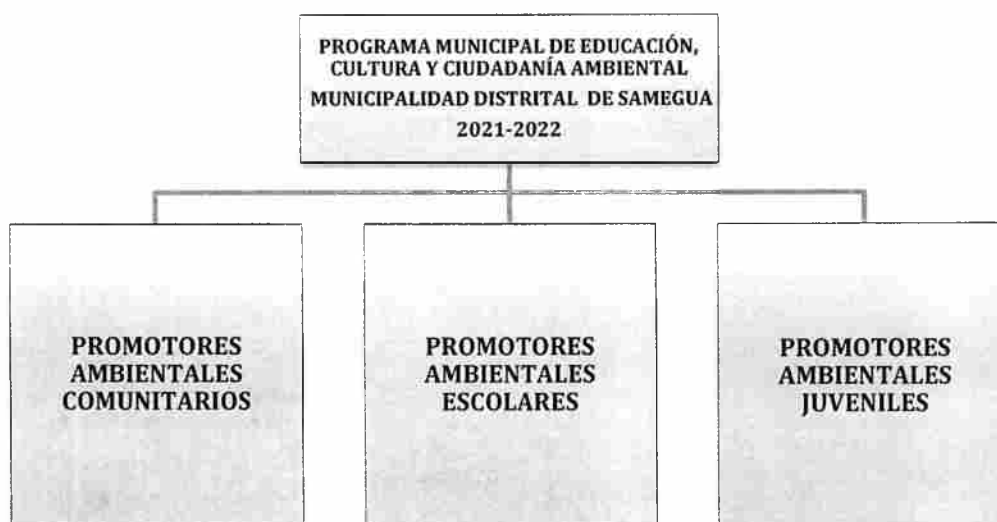 PROGRAMA MUNICIPAL DE EDUCACIÓN,
CULTURA Y CIUDADANÍA AMBIENTAL
MUNICIPALIDAD DISTRITAL DE SAMEGUA
2021-2022
PROMOTORES
AMBIENTALES
COMUNITARIOS
PROMOTORES
AMBIENTALES
ESCOLARES
PROMOTORES
AMBIENTALES
JUVENILES